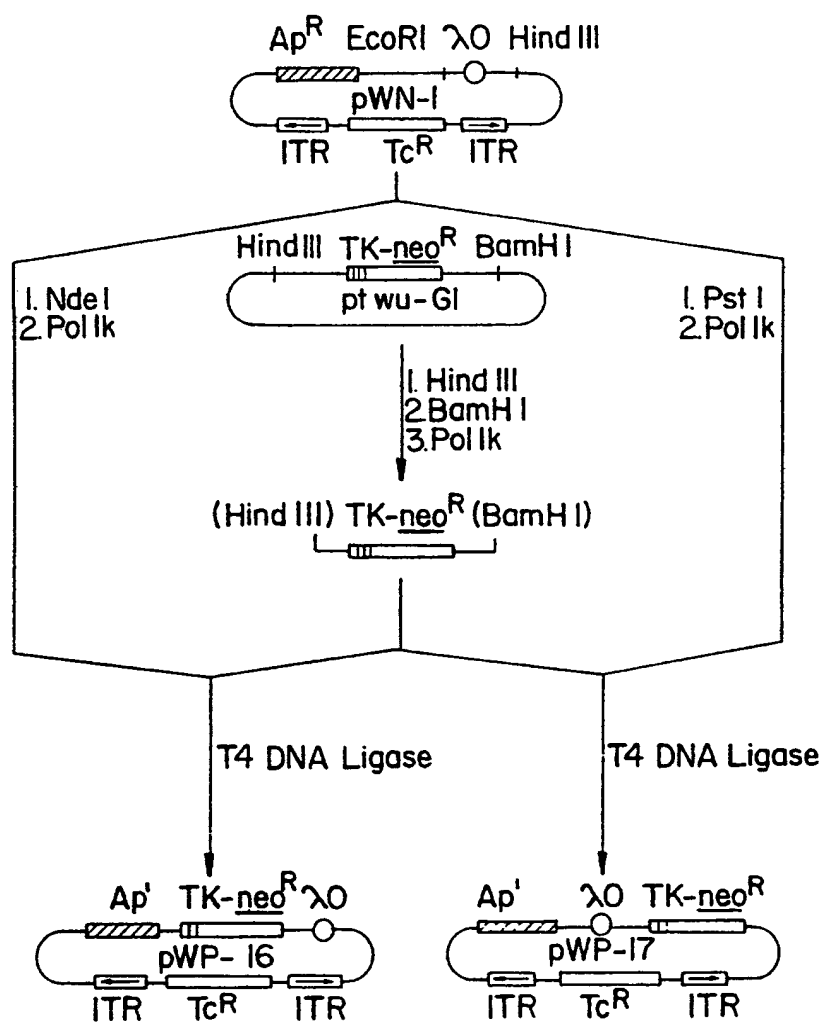 Ap^R EcoRI λO Hind III
pWN-1
ITR Tc^R ITR
Hind III TK-neo^R BamH I
pt wu-G1
1. Nde I
2. Pol Ik
1. Pst I
2. Pol Ik
1. Hind III
2. BamH I
3. Pol Ik
(Hind III) TK-neo^R (BamH I)
T4 DNA Ligase
T4 DNA Ligase
Ap' TK-neo^R λO
pWP-16
ITR Tc^R ITR
Ap' λO TK-neo^R
pWP-17
ITR Tc^R ITR